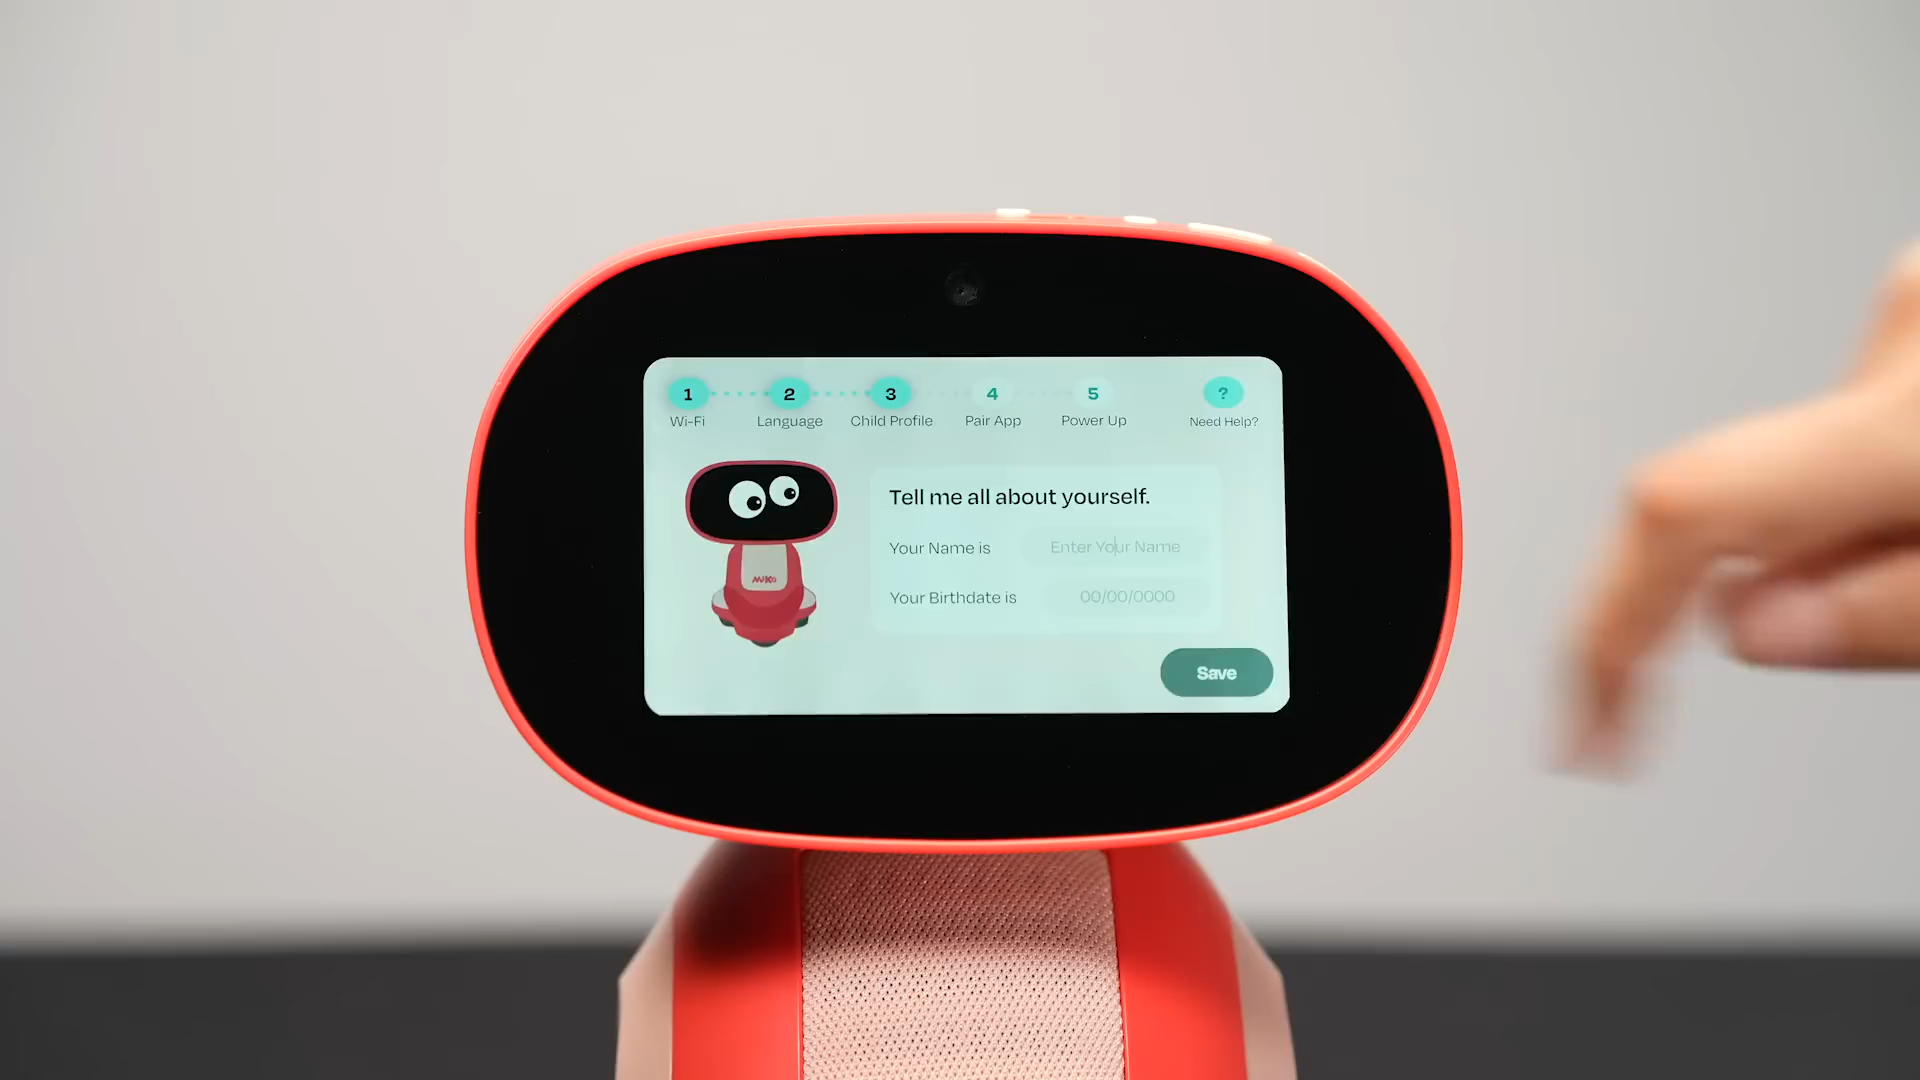 1 2 3 4 5 ?
Wi-Fi Language Child Profile Pair App Power Up Need Help?
Tell me all about yourself.
Your Name is Enter Your Name
Your Birthdate is 00/00/0000
miko
Save